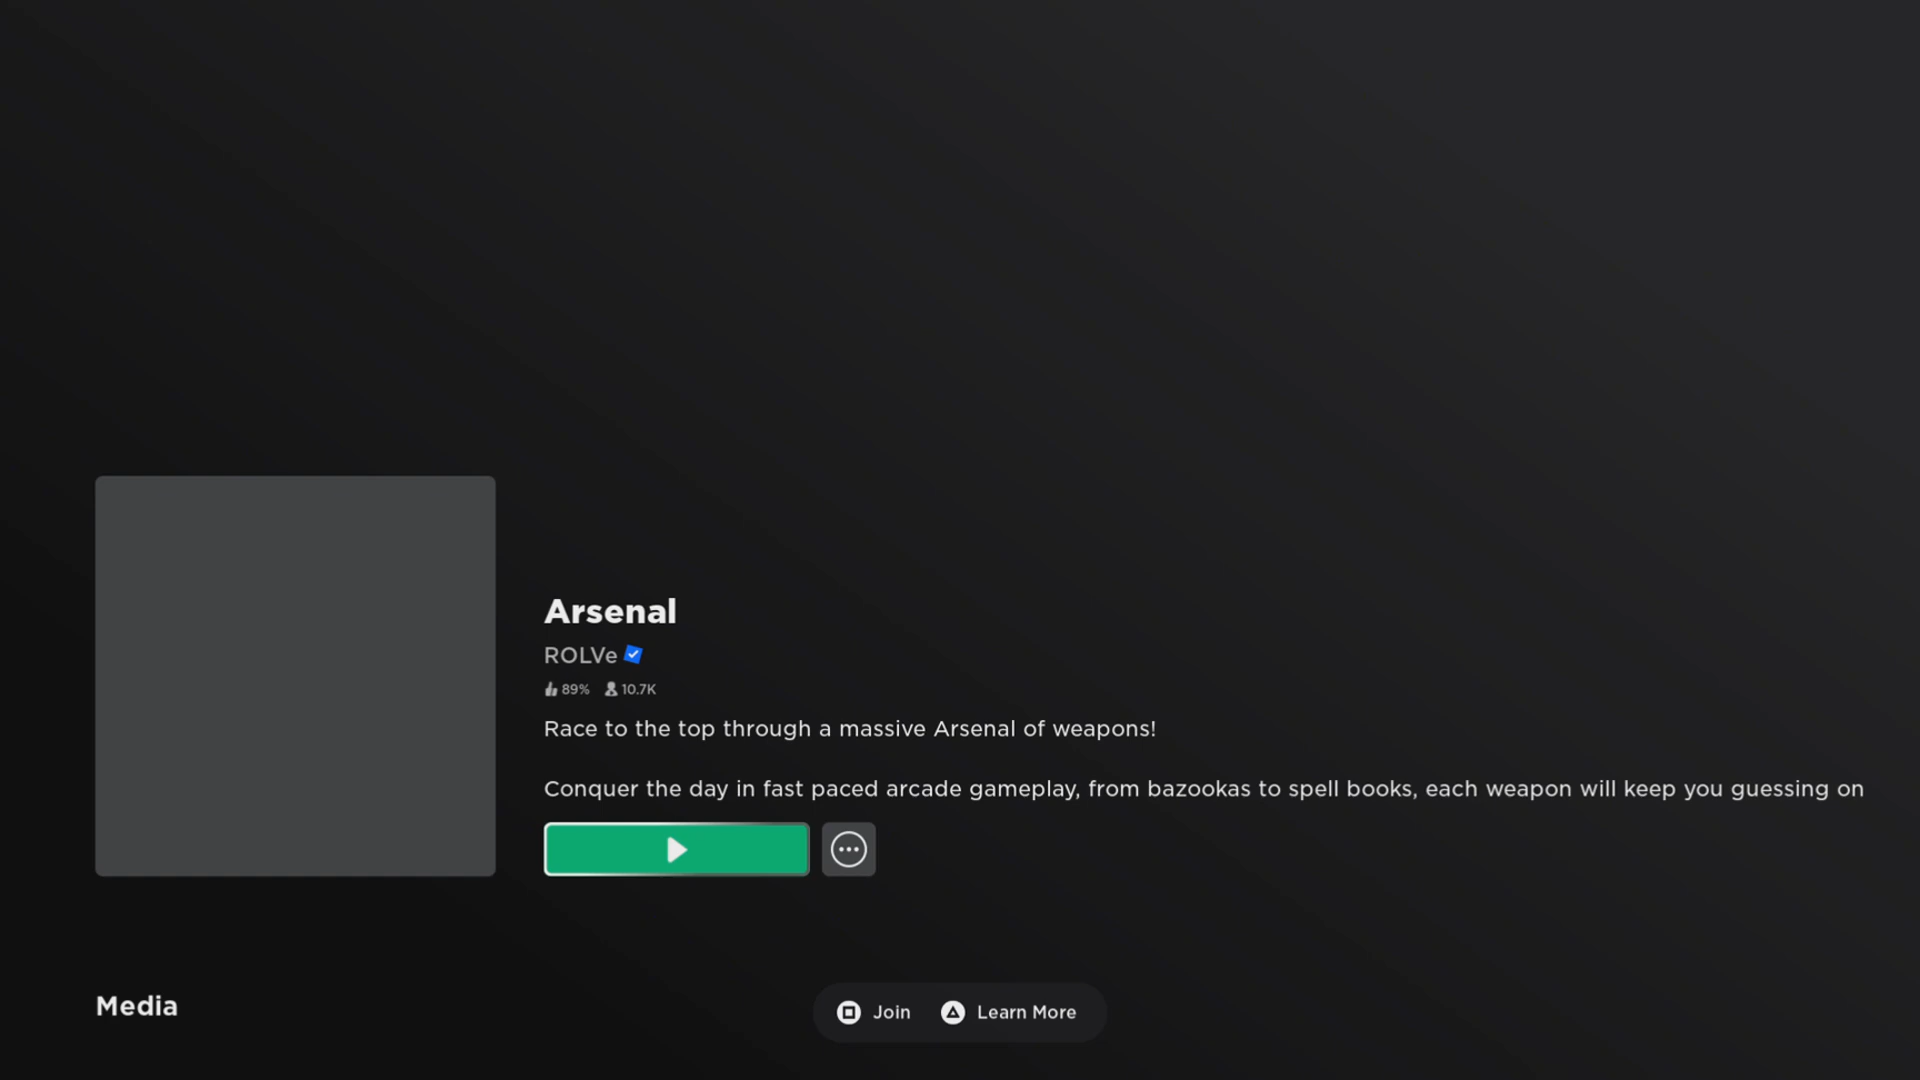 Arsenal
ROLVe
89% 10.7K
Race to the top through a massive Arsenal of weapons!
Conquer the day in fast paced arcade gameplay, from bazookas to spell books, each weapon will keep you guessing on
Media
Join Learn More